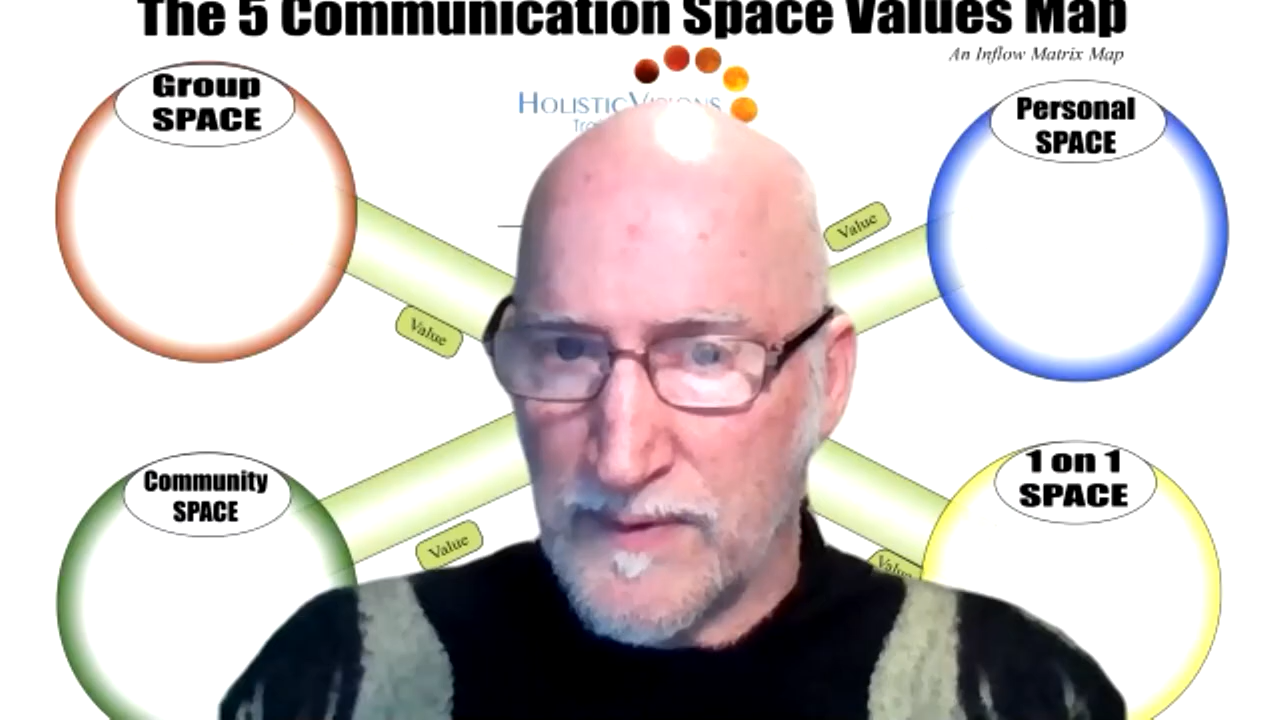 The 5 Communication Space Values Map
An Inflow Matrix Map
Group
SPACE
Personal
SPACE
Value
Value
Community
SPACE
1 on 1
SPACE
Value
Value